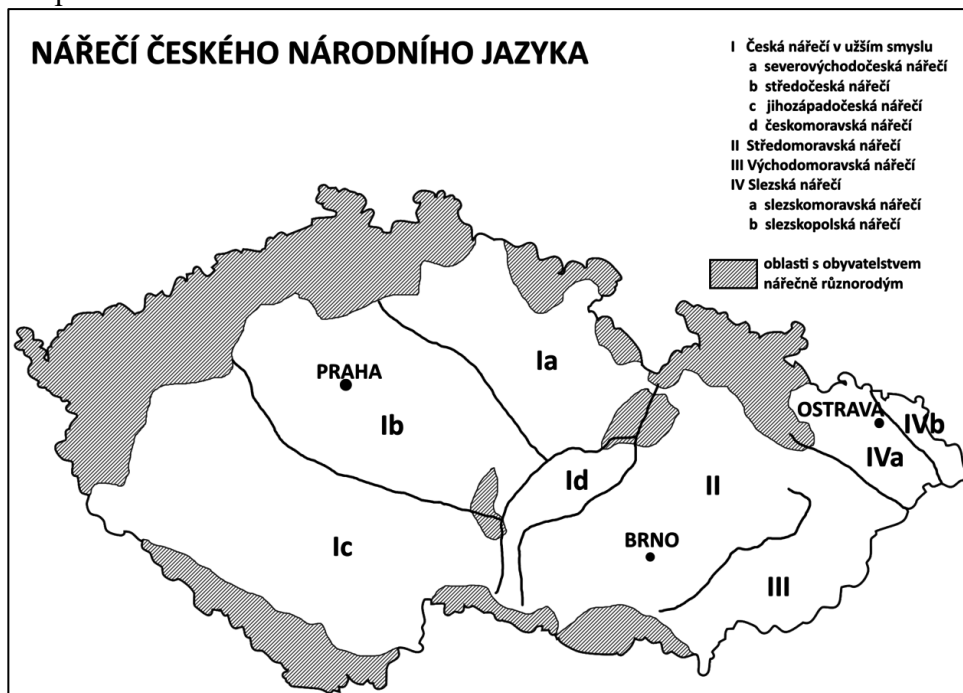 NÁŘEČÍ ČESKÉHO NÁRODNÍHO JAZYKA
I Česká nářečí v užším smyslu
a severovýchodočeská nářečí
b středočeská nářečí
c jihozápadočeská nářečí
d českomoravská nářečí
II Středomoravská nářečí
III Východomoravská nářečí
IV Slezská nářečí
a slezskomoravská nářečí
b slezskopolská nářečí
oblasti s obyvatelstvem
nářečně různorodým
Ia
PRAHA
Ib
OSTRAVA
IVb
IVa
Id
II
Ic
BRNO
III